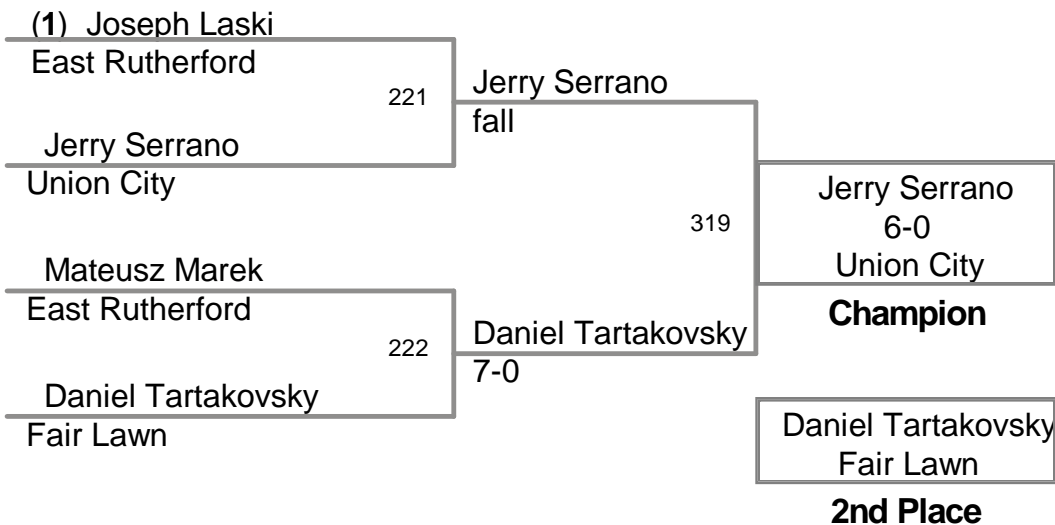 (1) Joseph Laski
East Rutherford
221
Jerry Serrano
fall
Jerry Serrano
Union City
319
Jerry Serrano
6-0
Union City
Champion
Mateusz Marek
East Rutherford
222
Daniel Tartakovsky
7-0
Daniel Tartakovsky
Fair Lawn
Daniel Tartakovsky
Fair Lawn
2nd Place